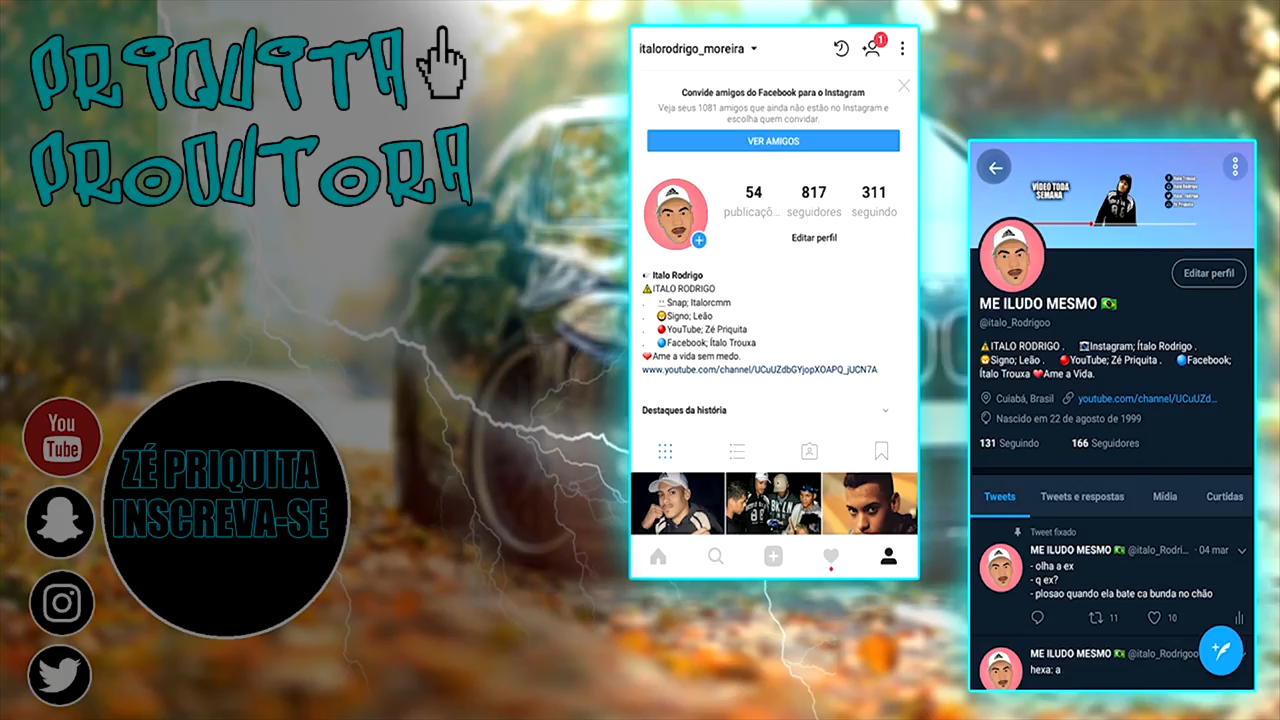 PRIQUITA
PRODUTORA
You
Tube
ZÉ PRIQUITA
INSCREVA-SE
italorodrigo_moreira
1
Convide amigos do Facebook para o Instagram
Veja seus 1081 amigos que ainda não estão no Instagram e
escolha quem convidar.
VER AMIGOS
54 817 311
publicaçõ... seguidores seguindo
Editar perfil
Italo Rodrigo
⚠️ITALO RODRIGO
. Snap; Italorcmm
. Signo; Leão
. 🔴YouTube; Zé Priquita
. 🔵Facebook; Ítalo Trouxa
❤️Ame a vida sem medo.
www.youtube.com/channel/UCuUZdbGYjopXOAPQ_jUCN7A
Destaques da história
BKLN
VÍDEO TODA
SEMANA
Editar perfil
ME ILUDO MESMO 🇧🇷
@italo_Rodrigoo
⚠️ITALO RODRIGO . Instagram; Ítalo Rodrigo .
Signo; Leão . 🔴YouTube; Zé Priquita . 🔵Facebook;
Ítalo Trouxa ❤️Ame a Vida.
Cuiabá, Brasil youtube.com/channel/UCuUZd...
Nascido em 22 de agosto de 1999
131 Seguindo 166 Seguidores
Tweets Tweets e respostas Mídia Curtidas
Tweet fixado
ME ILUDO MESMO 🇧🇷 @italo_Rodri... · 04 mar
- olha a ex
- q ex?
- plosao quando ela bate ca bunda no chão
11 10
ME ILUDO MESMO 🇧🇷 @italo_Rodrigoo
hexa: a